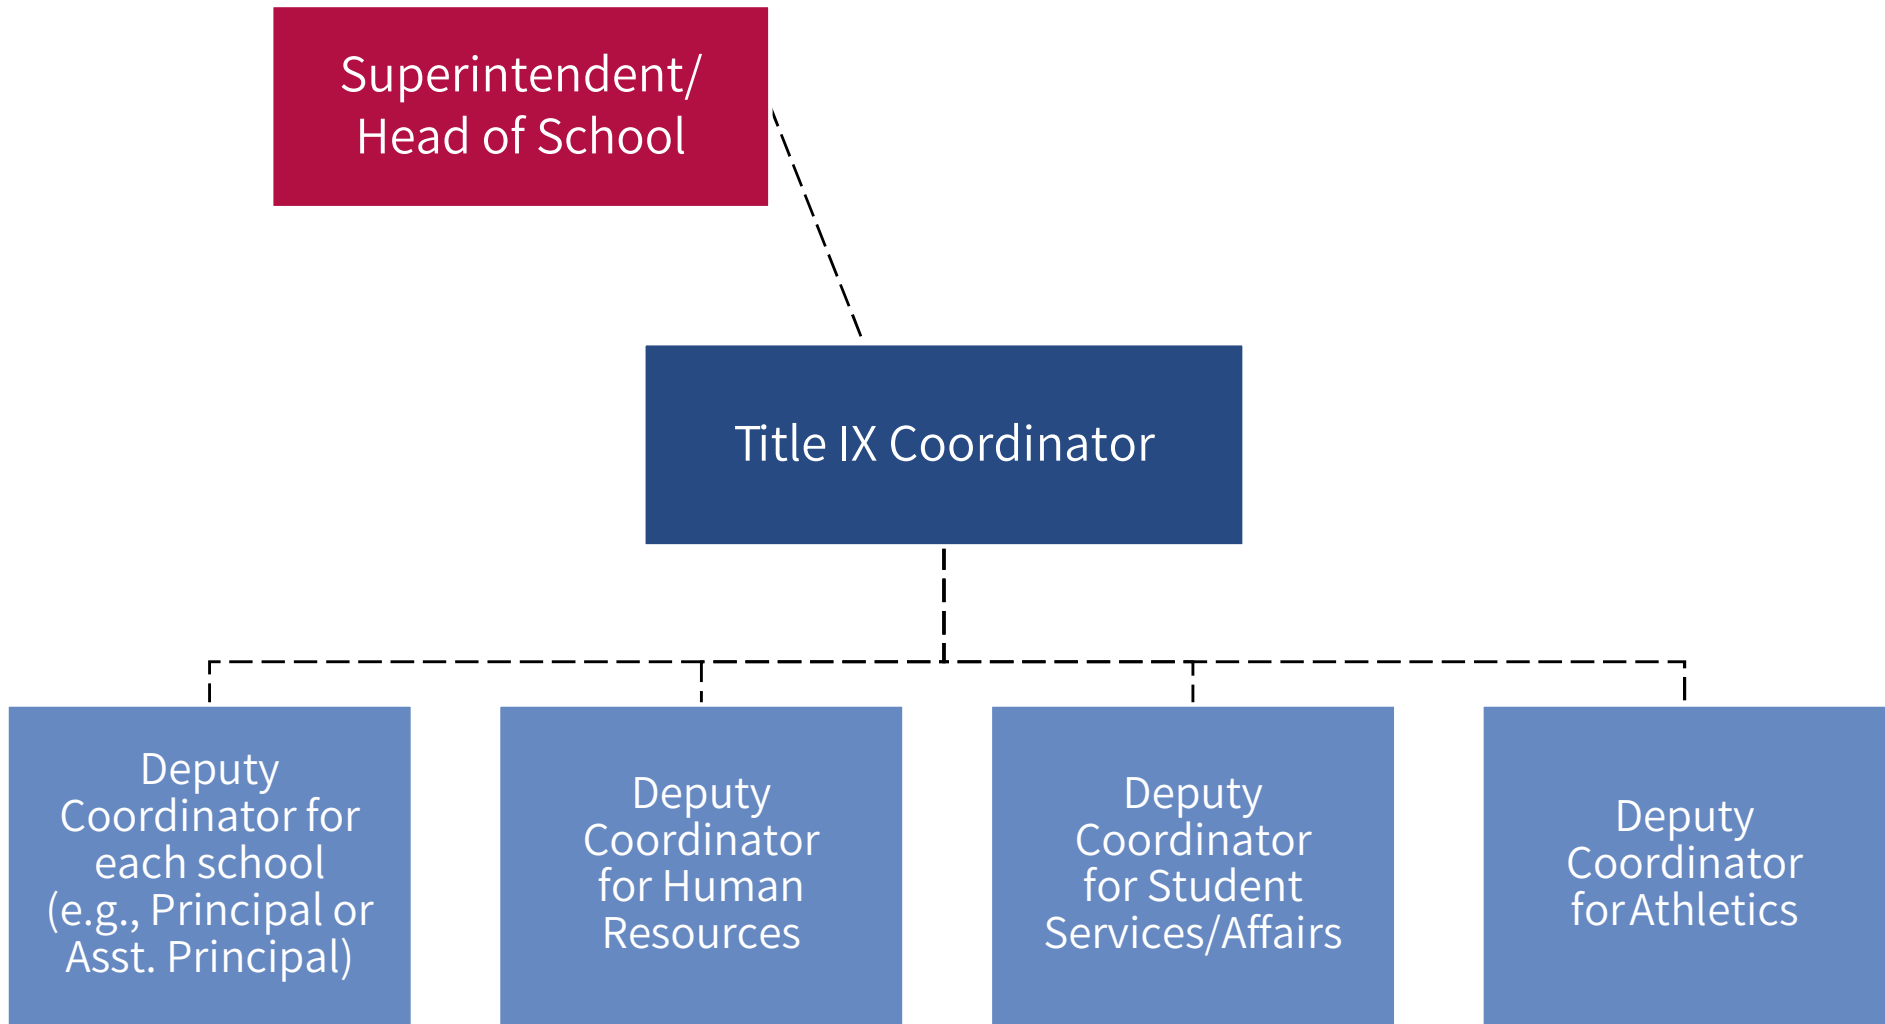 Superintendent/
Head of School
Title IX Coordinator
Deputy
Coordinator for
each school
(e.g., Principal or
Asst. Principal)
Deputy
Coordinator
for Human
Resources
Deputy
Coordinator
for Student
Services/Affairs
Deputy
Coordinator
for Athletics